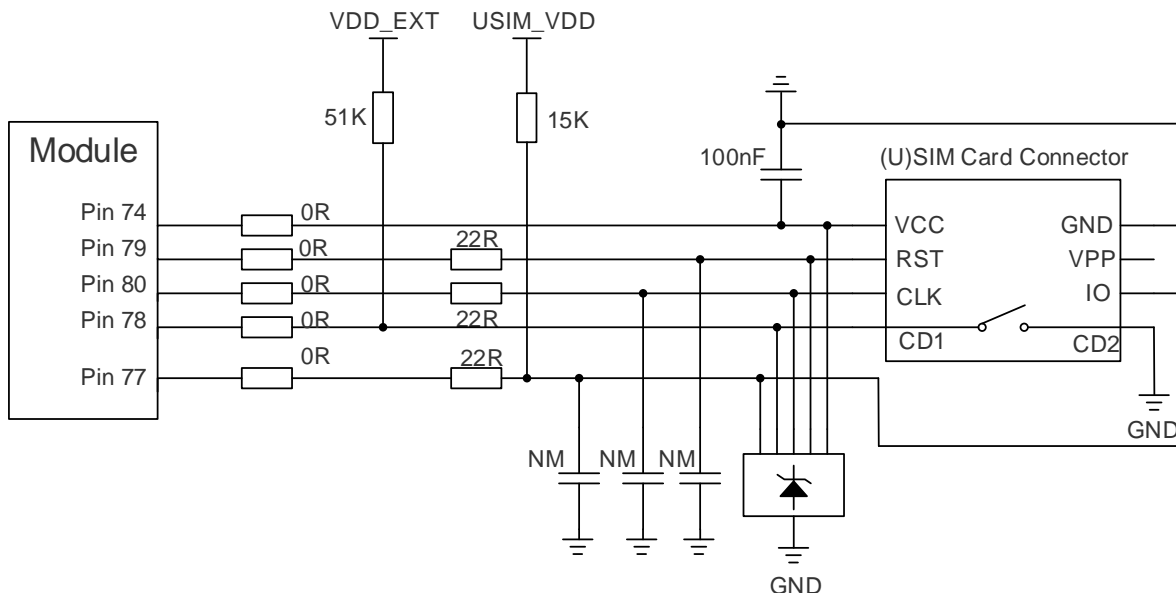 VDD_EXT USIM_VDD
51K 15K
Module
100nF (U)SIM Card Connector
Pin 74 0R VCC GND
Pin 79 0R 22R RST VPP
Pin 80 0R CLK IO
Pin 78 0R 22R CD1 CD2
Pin 77 0R 22R
GND
NM NM NM
GND